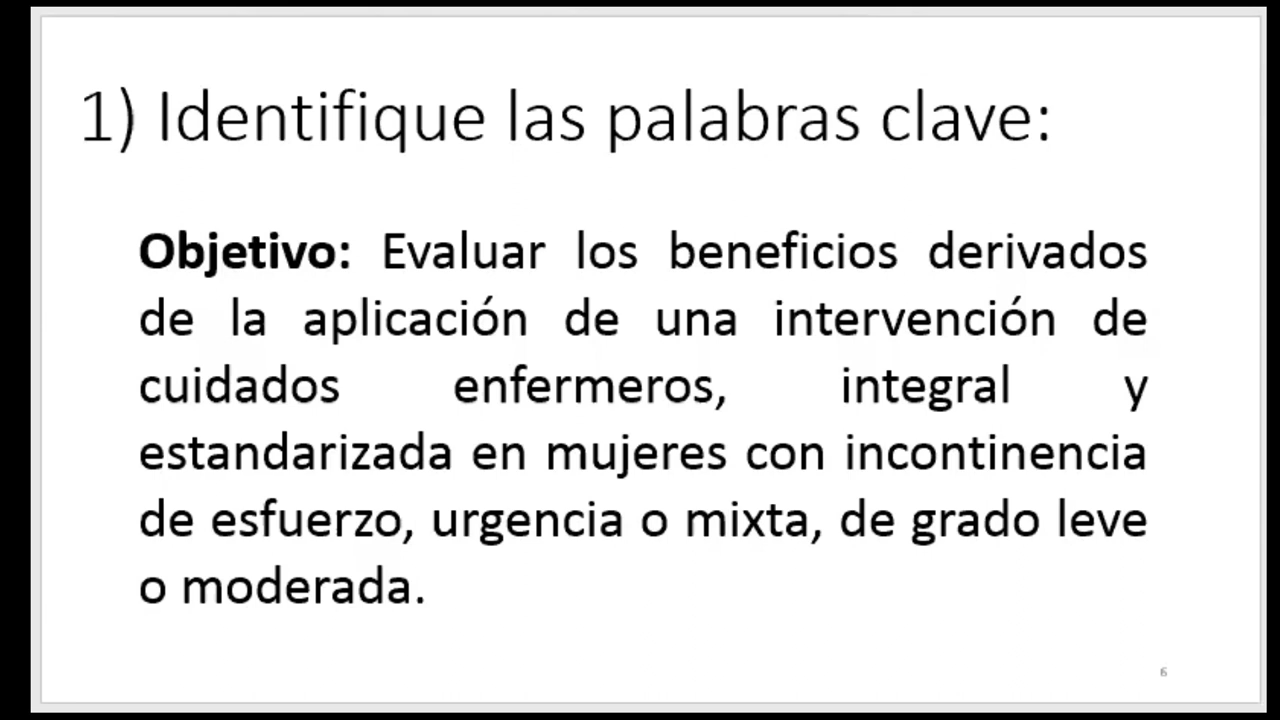 1) Identifique las palabras clave:
Objetivo: Evaluar los beneficios derivados
de la aplicación de una intervención de
cuidados enfermeros, integral y
estandarizada en mujeres con incontinencia
de esfuerzo, urgencia o mixta, de grado leve
o moderada.
6